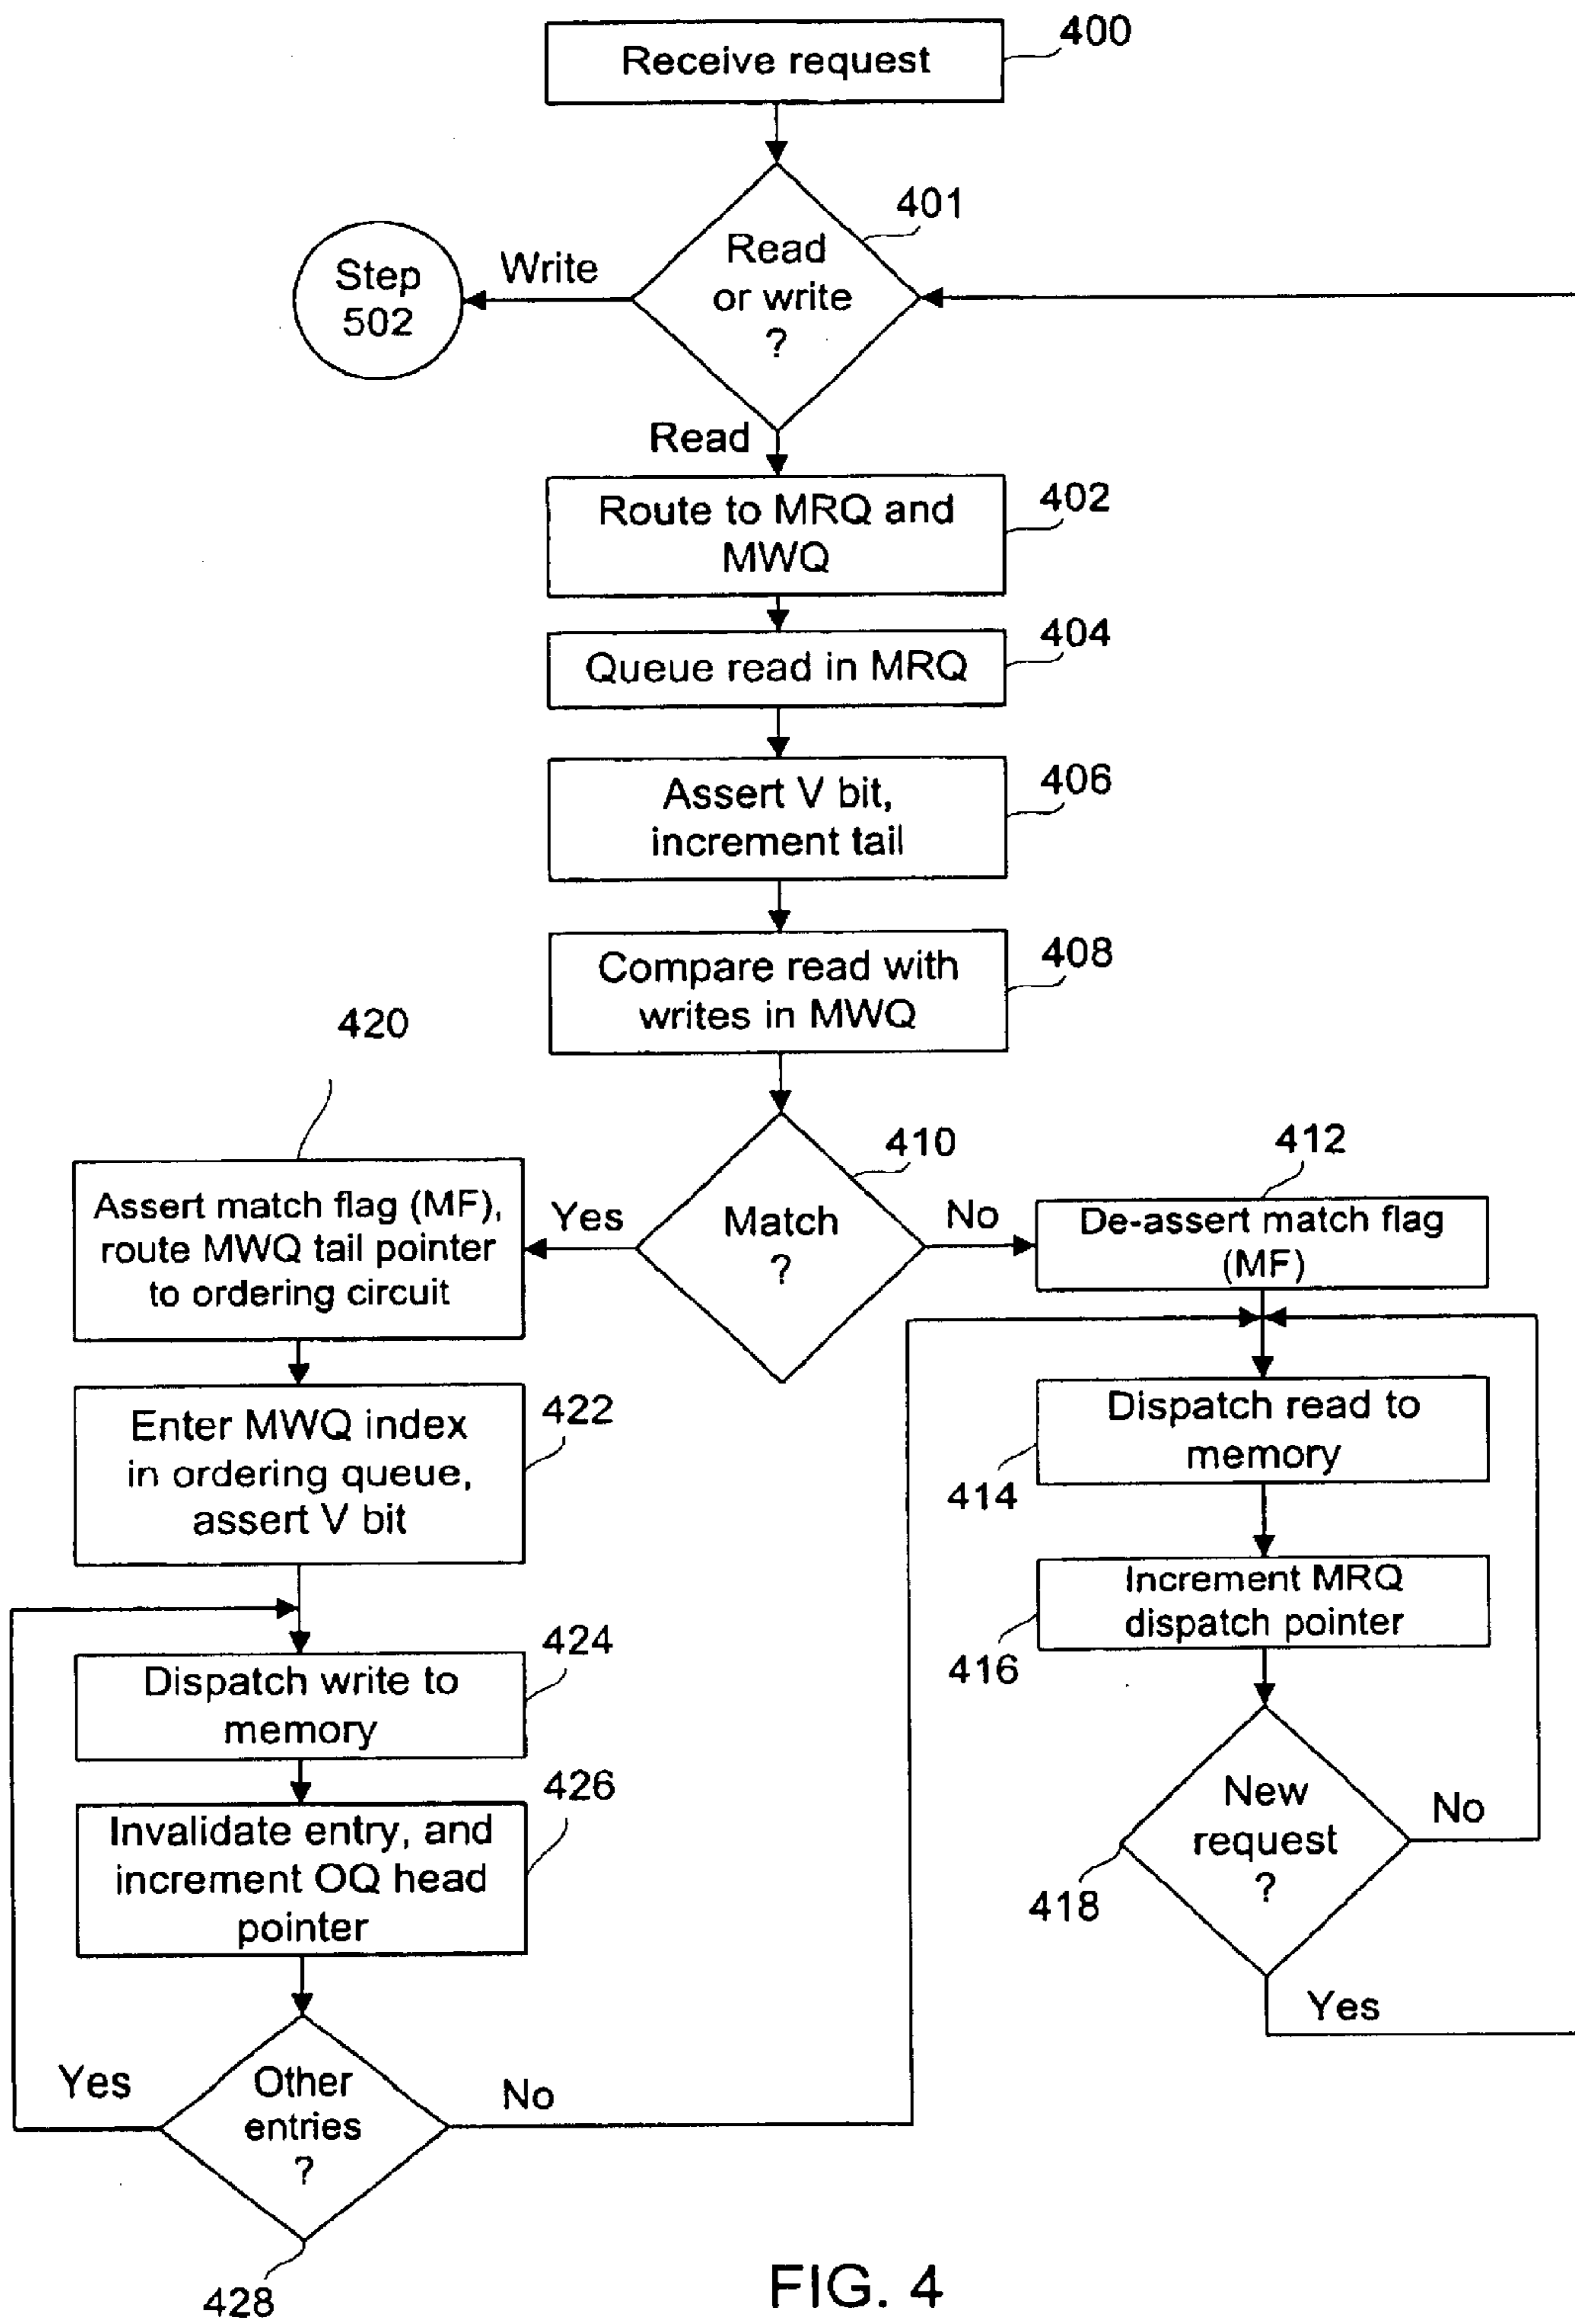 Receive request
400
401
Read
or write
?
Write
Step
502
Read
Route to MRQ and
MWQ
402
Queue read in MRQ
404
Assert V bit,
increment tail
406
Compare read with
writes in MWQ
408
420
410
412
Assert match flag (MF),
route MWQ tail pointer
to ordering circuit
Yes
Match
?
No
De-assert match flag
(MF)
Enter MWQ index
in ordering queue,
assert V bit
422
Dispatch read to
memory
414
Increment MRQ
dispatch pointer
416
Dispatch write to
memory
424
Invalidate entry, and
increment OQ head
pointer
426
New
request
?
No
418
Yes
Yes
Other
entries
?
No
428
FIG. 4